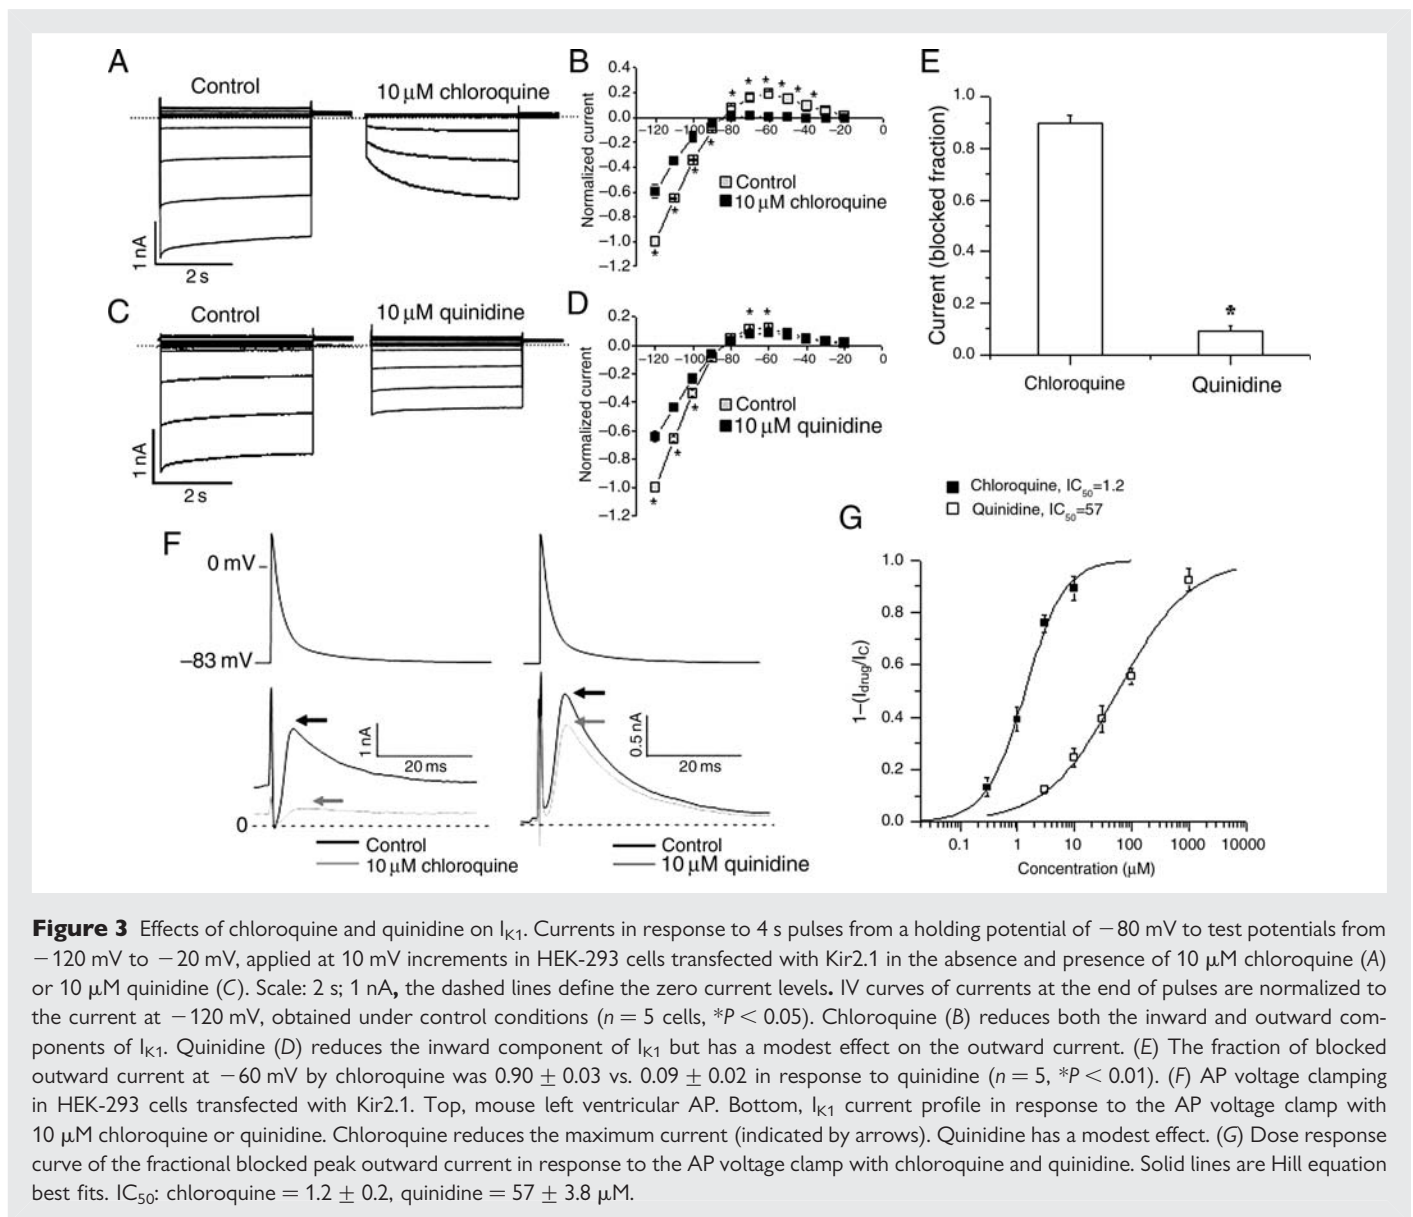 A
Control
10 μM chloroquine
1 nA
2 s
B
0.4
0.2
0.0
−0.2
−0.4
−0.6
−0.8
−1.0
−1.2
−120 −100 −80 −60 −40 −20 0
Normalized current
* * * * * *
*
*
*
*
Control
10 μM chloroquine
C
Control
10 μM quinidine
1 nA
2 s
D
0.2
0.0
−0.2
−0.4
−0.6
−0.8
−1.0
−1.2
−120 −100 −80 −60 −40 −20 0
Normalized current
* *
*
*
*
Control
10 μM quinidine
E
1.0
0.8
0.6
0.4
0.2
0.0
Current (blocked fraction)
*
Chloroquine Quinidine
F
0 mV
−83 mV
1 nA
20 ms
0
Control
10 μM chloroquine
0.5 nA
20 ms
Control
10 μM quinidine
G
Chloroquine, IC50=1.2
Quinidine, IC50=57
1.0
0.8
0.6
0.4
0.2
0.0
1−(Idrug/IC)
0.1 1 10 100 1000 10000
Concentration (μM)
Figure 3 Effects of chloroquine and quinidine on IK1. Currents in response to 4 s pulses from a holding potential of −80 mV to test potentials from
−120 mV to −20 mV, applied at 10 mV increments in HEK-293 cells transfected with Kir2.1 in the absence and presence of 10 μM chloroquine (A)
or 10 μM quinidine (C). Scale: 2 s; 1 nA, the dashed lines define the zero current levels. IV curves of currents at the end of pulses are normalized to
the current at −120 mV, obtained under control conditions (n = 5 cells, *P < 0.05). Chloroquine (B) reduces both the inward and outward com-
ponents of IK1. Quinidine (D) reduces the inward component of IK1 but has a modest effect on the outward current. (E) The fraction of blocked
outward current at −60 mV by chloroquine was 0.90 ± 0.03 vs. 0.09 ± 0.02 in response to quinidine (n = 5, *P < 0.01). (F) AP voltage clamping
in HEK-293 cells transfected with Kir2.1. Top, mouse left ventricular AP. Bottom, IK1 current profile in response to the AP voltage clamp with
10 μM chloroquine or quinidine. Chloroquine reduces the maximum current (indicated by arrows). Quinidine has a modest effect. (G) Dose response
curve of the fractional blocked peak outward current in response to the AP voltage clamp with chloroquine and quinidine. Solid lines are Hill equation
best fits. IC50: chloroquine = 1.2 ± 0.2, quinidine = 57 ± 3.8 μM.